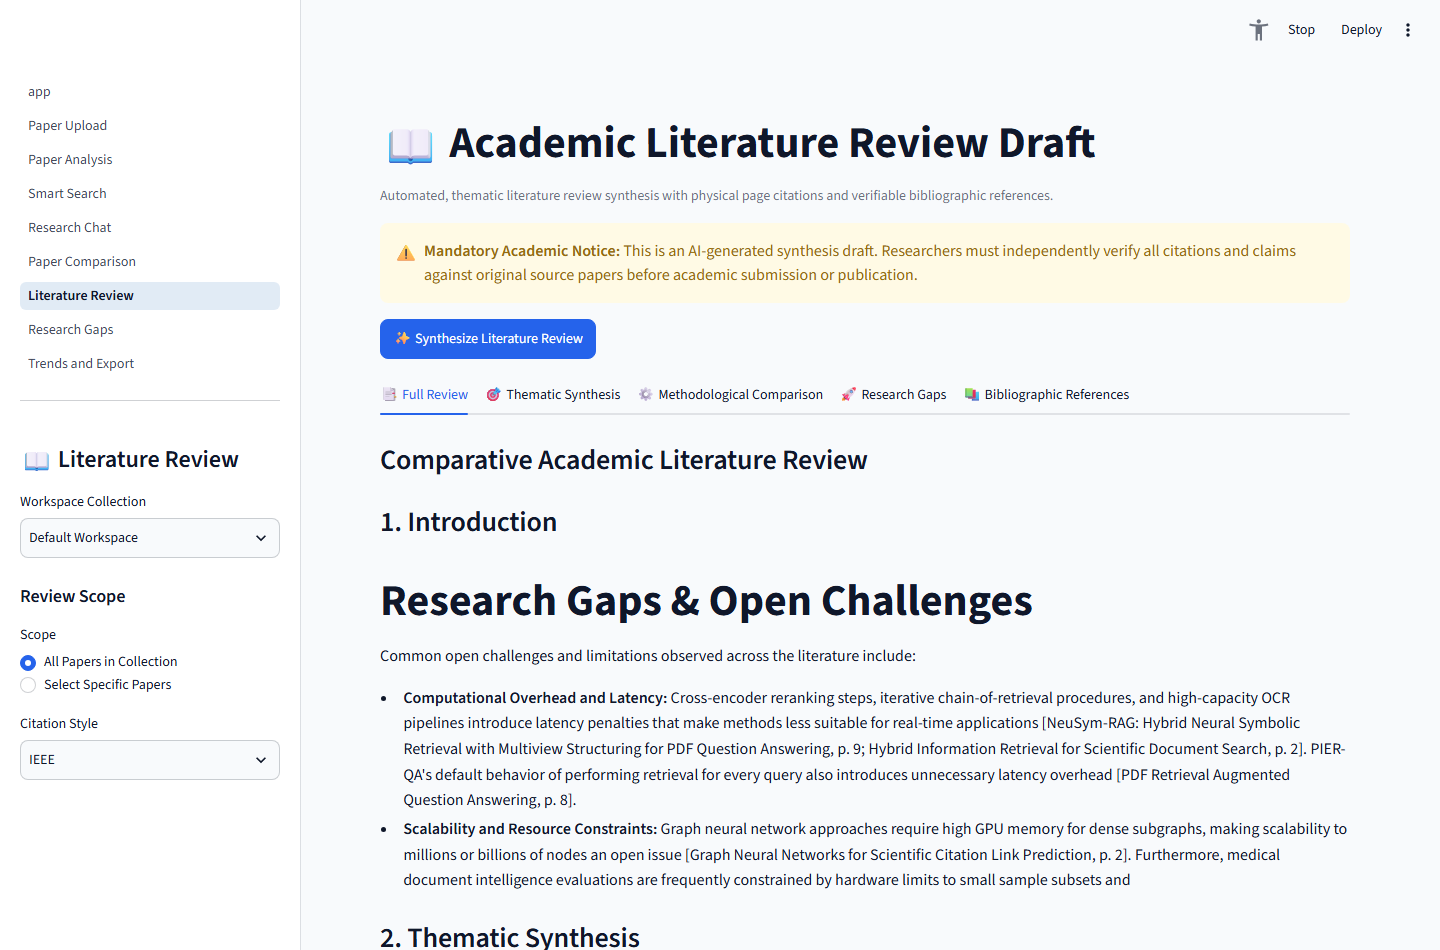 Stop
Deploy
app
Paper Upload
Paper Analysis
Smart Search
Research Chat
Paper Comparison
Literature Review
Research Gaps
Trends and Export
Literature Review
Workspace Collection
Default Workspace
Review Scope
Scope
All Papers in Collection
Select Specific Papers
Citation Style
IEEE
Academic Literature Review Draft
Automated, thematic literature review synthesis with physical page citations and verifiable bibliographic references.
Mandatory Academic Notice: This is an AI-generated synthesis draft. Researchers must independently verify all citations and claims
against original source papers before academic submission or publication.
Synthesize Literature Review
Full Review
Thematic Synthesis
Methodological Comparison
Research Gaps
Bibliographic References
Comparative Academic Literature Review
1. Introduction
Research Gaps & Open Challenges
Common open challenges and limitations observed across the literature include:
• Computational Overhead and Latency: Cross-encoder reranking steps, iterative chain-of-retrieval procedures, and high-capacity OCR
pipelines introduce latency penalties that make methods less suitable for real-time applications [NeuSym-RAG: Hybrid Neural Symbolic
Retrieval with Multiview Structuring for PDF Question Answering, p. 9; Hybrid Information Retrieval for Scientific Document Search, p. 2]. PIER-
QA's default behavior of performing retrieval for every query also introduces unnecessary latency overhead [PDF Retrieval Augmented
Question Answering, p. 8].
• Scalability and Resource Constraints: Graph neural network approaches require high GPU memory for dense subgraphs, making scalability to
millions or billions of nodes an open issue [Graph Neural Networks for Scientific Citation Link Prediction, p. 2]. Furthermore, medical
document intelligence evaluations are frequently constrained by hardware limits to small sample subsets and
2. Thematic Synthesis